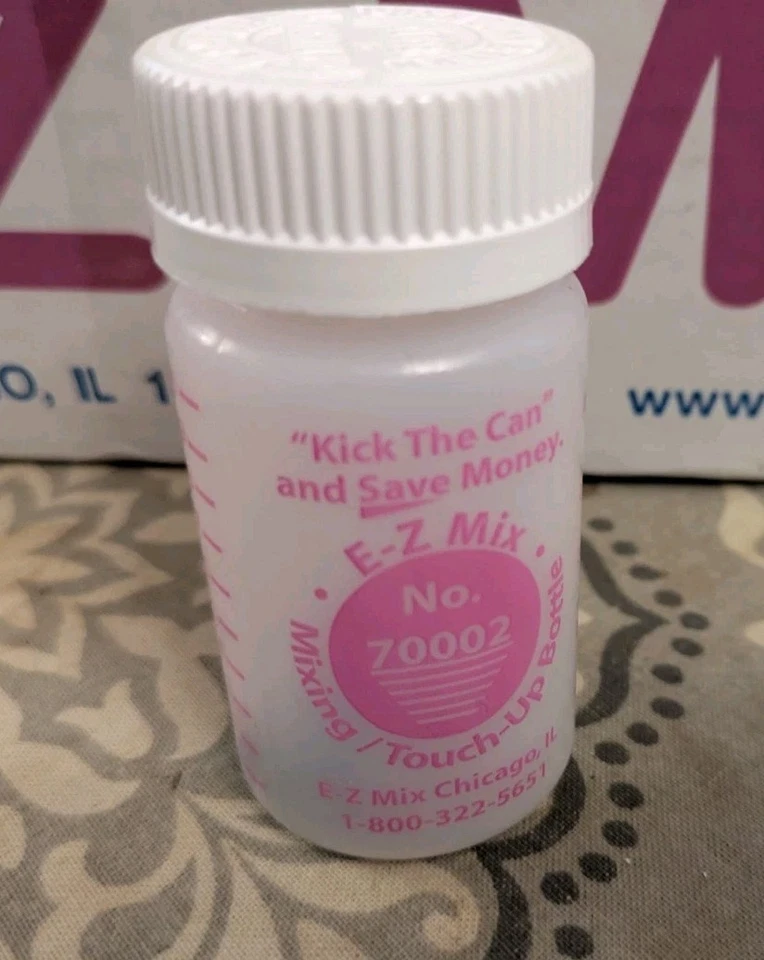 "Kick The Can"
and Save Money.
E-Z Mix
No.
70002
Mixing / Touch-Up Bottle
E-Z Mix Chicago, IL
1-800-322-5651
O, IL 1
www